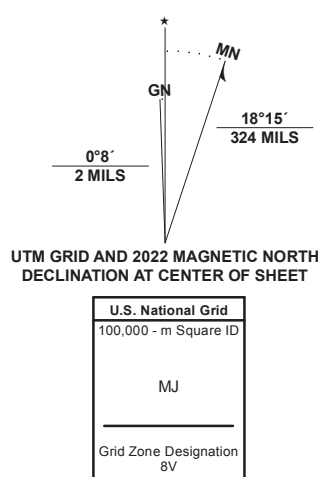 ★
MN
GN
18°15´
324 MILS
0°8´
2 MILS
UTM GRID AND 2022 MAGNETIC NORTH
DECLINATION AT CENTER OF SHEET
U.S. National Grid
100,000 - m Square ID
MJ
Grid Zone Designation
8V